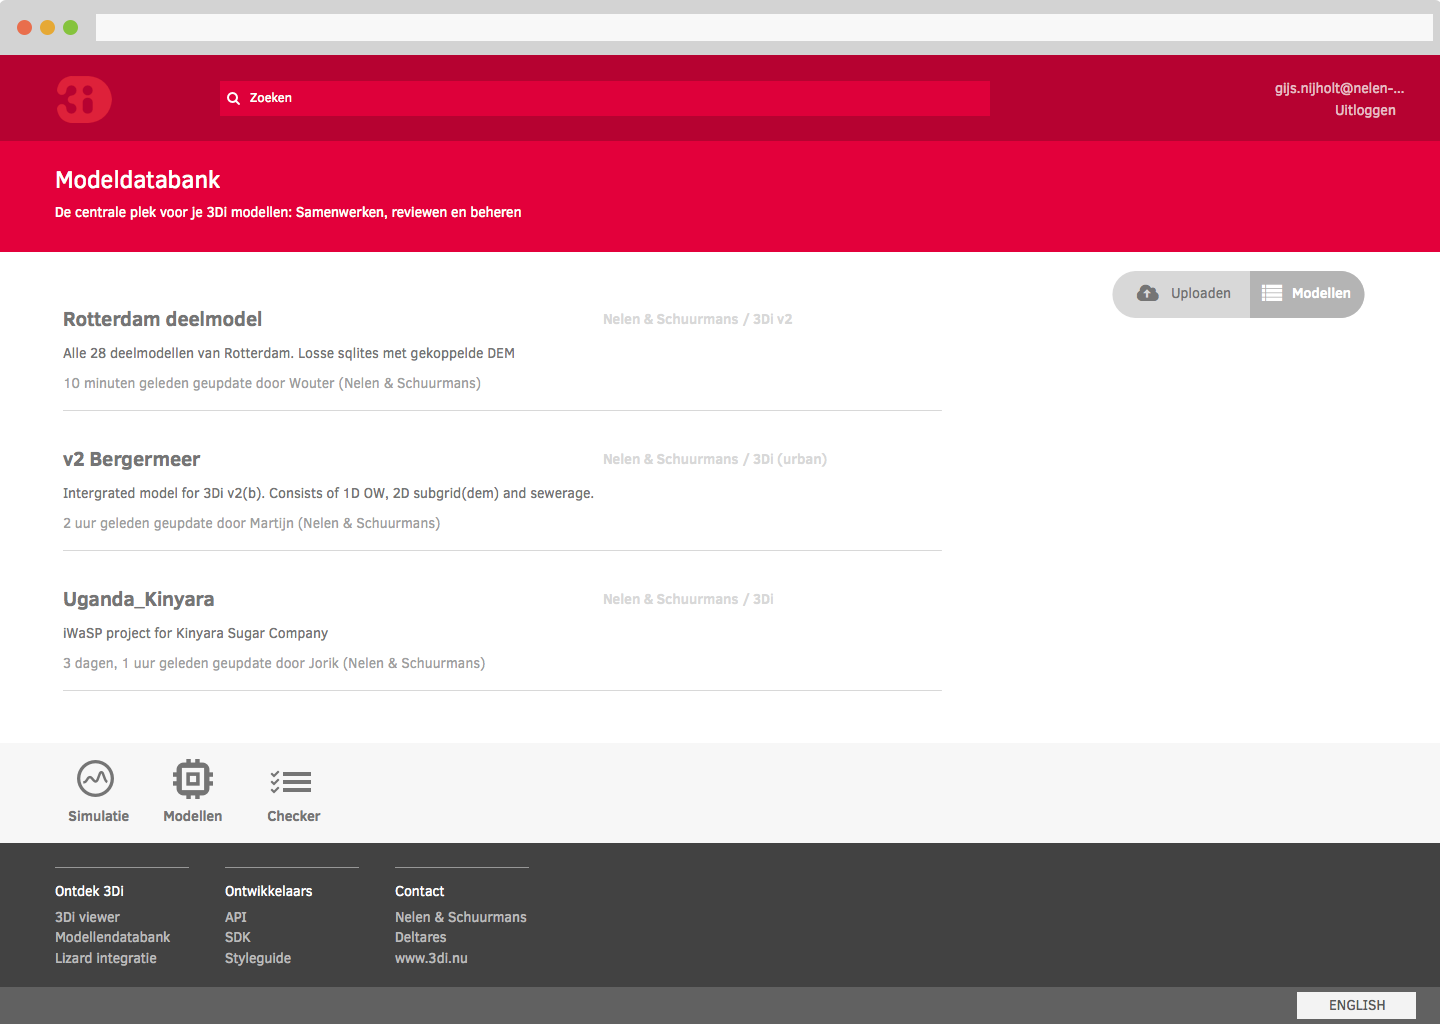 3i
Zoeken
gijs.nijholt@nelen-...
Uitloggen
Modeldatabank
De centrale plek voor je 3Di modellen: Samenwerken, reviewen en beheren
Uploaden
Modellen
Rotterdam deelmodel
Nelen & Schuurmans / 3Di v2
Alle 28 deelmodellen van Rotterdam. Losse sqlites met gekoppelde DEM
10 minuten geleden geupdate door Wouter (Nelen & Schuurmans)
v2 Bergermeer
Nelen & Schuurmans / 3Di (urban)
Intergrated model for 3Di v2(b). Consists of 1D OW, 2D subgrid(dem) and sewerage.
2 uur geleden geupdate door Martijn (Nelen & Schuurmans)
Uganda_Kinyara
Nelen & Schuurmans / 3Di
iWaSP project for Kinyara Sugar Company
3 dagen, 1 uur geleden geupdate door Jorik (Nelen & Schuurmans)
Simulatie
Modellen
Checker
Ontdek 3Di
3Di viewer
Modellendatabank
Lizard integratie
Ontwikkelaars
API
SDK
Styleguide
Contact
Nelen & Schuurmans
Deltares
www.3di.nu
ENGLISH